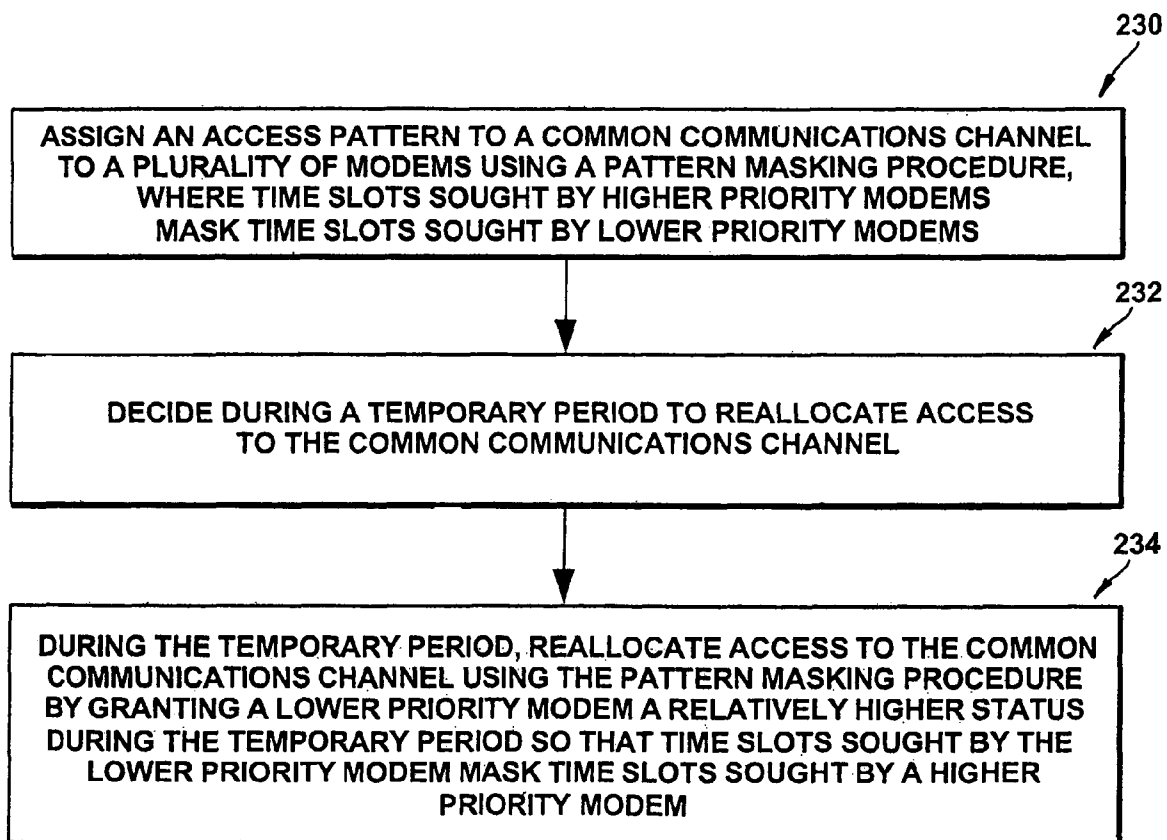 230
ASSIGN AN ACCESS PATTERN TO A COMMON COMMUNICATIONS CHANNEL
TO A PLURALITY OF MODEMS USING A PATTERN MASKING PROCEDURE,
WHERE TIME SLOTS SOUGHT BY HIGHER PRIORITY MODEMS
MASK TIME SLOTS SOUGHT BY LOWER PRIORITY MODEMS
232
DECIDE DURING A TEMPORARY PERIOD TO REALLOCATE ACCESS
TO THE COMMON COMMUNICATIONS CHANNEL
234
DURING THE TEMPORARY PERIOD, REALLOCATE ACCESS TO THE COMMON
COMMUNICATIONS CHANNEL USING THE PATTERN MASKING PROCEDURE
BY GRANTING A LOWER PRIORITY MODEM A RELATIVELY HIGHER STATUS
DURING THE TEMPORARY PERIOD SO THAT TIME SLOTS SOUGHT BY THE
LOWER PRIORITY MODEM MASK TIME SLOTS SOUGHT BY A HIGHER
PRIORITY MODEM